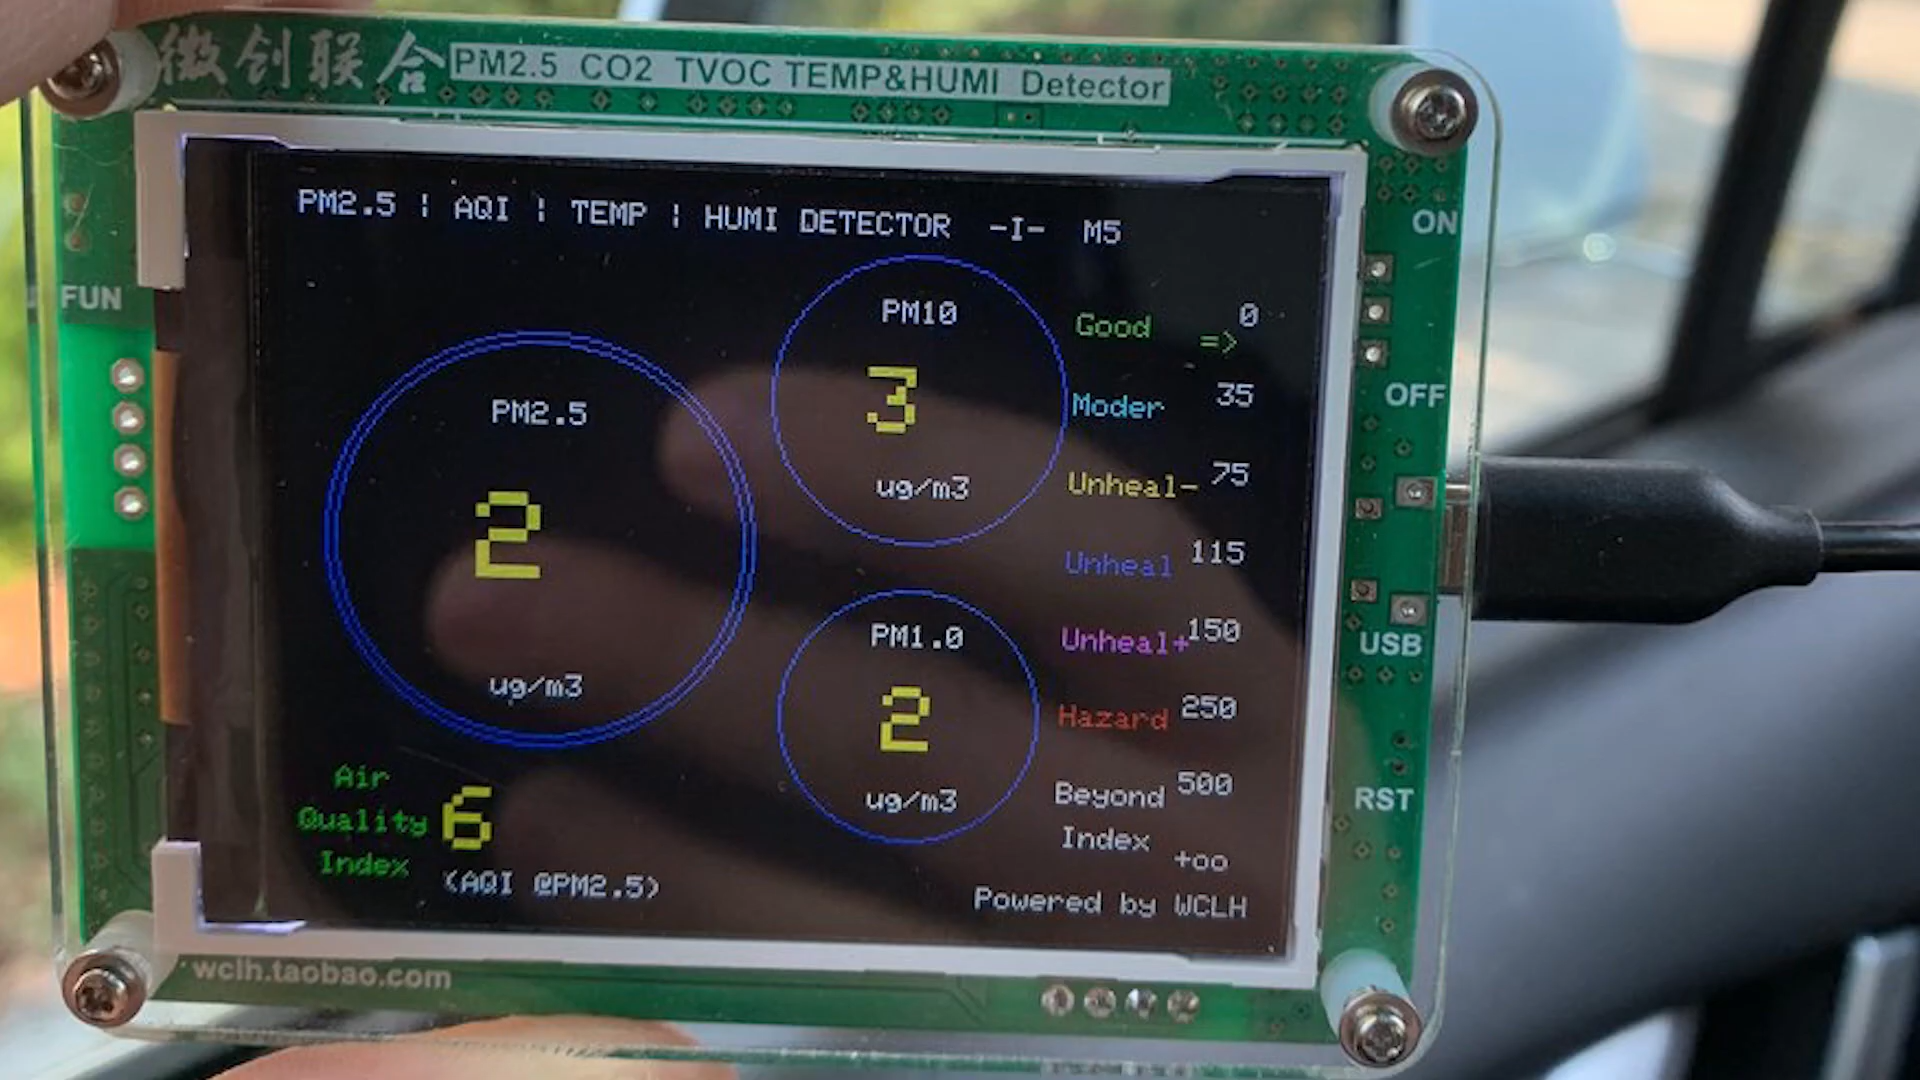 微创联合 PM2.5 CO2 TVOC TEMP&HUMI Detector
PM2.5 ¦ AQI ¦ TEMP ¦ HUMI DETECTOR -I- M5
ON
FUN
PM10
3
ug/m3
PM2.5
2
ug/m3
PM1.0
2
ug/m3
Good => 0
Moder 35
Unheal- 75
Unheal 115
Unheal+ 150
Hazard 250
Beyond 500
Index +oo
OFF
USB
RST
Air
Quality 6
Index
(AQI @PM2.5)
Powered by WCLH
wclh.taobao.com